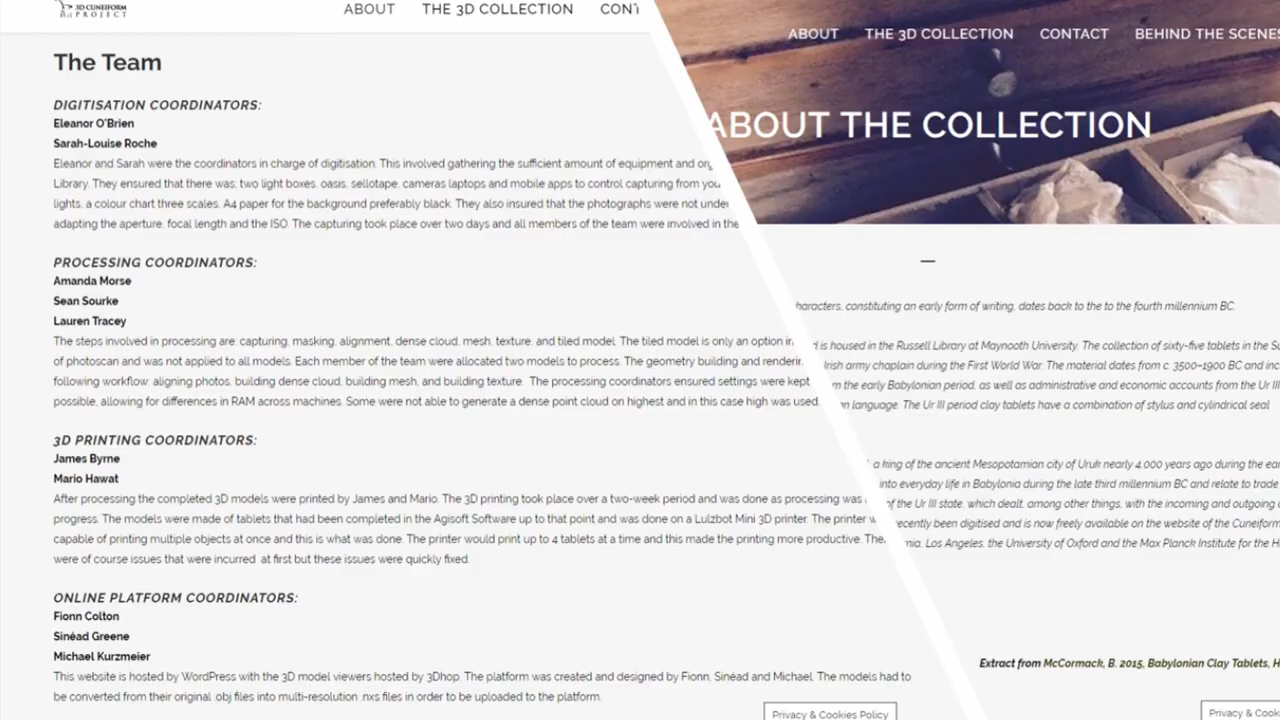 3D CUNEIFORM
PROJECT
ABOUT THE 3D COLLECTION
The Team
DIGITISATION COORDINATORS:
Eleanor O'Brien
Sarah-Louise Roche
Eleanor and Sarah were the coordinators in charge of digitisation. This involved gathering the sufficient amount of equipment and
Library. They ensured that there was: two light boxes, oasis, sellotape, cameras laptops and mobile apps to control capturing from
lights, a colour chart three scales, A4 paper for the background preferably black. They also insured that the photographs were not
adapting the aperture, focal length and the ISO. The capturing took place over two days and all members of the team were involved in the
PROCESSING COORDINATORS:
Amanda Morse
Sean Sourke
Lauren Tracey
The steps involved in processing are: capturing, masking, alignment, dense cloud, mesh, texture, and tiled model. The tiled model is only an option in
of photoscan and was not applied to all models. Each member of the team were allocated two models to process. The geometry building and
following workflow: aligning photos, building dense cloud, building mesh, and building texture. The processing coordinators ensured settings were kept
possible, allowing for differences in RAM across machines. Some were not able to generate a dense point cloud on highest and in this case high was used.
3D PRINTING COORDINATORS:
James Byrne
Mario Hawat
After processing the completed 3D models were printed by James and Mario. The 3D printing took place over a two-week period and was done as processing was
progress. The models were made of tablets that had been completed in the Agisoft Software up to that point and was done on a Lulzbot Mini 3D printer. The printer
capable of printing multiple objects at once and this is what was done. The printer would print up to 4 tablets at a time and this made the printing more productive.
were of course issues that were incurred at first but these issues were quickly fixed.
ONLINE PLATFORM COORDINATORS:
Fionn Colton
Sinéad Greene
Michael Kurzmeier
This website is hosted by WordPress with the 3D model viewers hosted by 3Dhop. The platform was created and designed by Fionn, Sinéad and Michael. The models had to
be converted from their original .obj files into multi-resolution .nxs files in order to be uploaded to the platform.
Privacy & Cookies Policy
ABOUT THE 3D COLLECTION CONTACT BEHIND THE SCENES
ABOUT THE COLLECTION
characters, constituting an early form of writing, dates back to the to the fourth millennium BC.
is housed in the Russell Library at Maynooth University. The collection of sixty-five tablets in the
Irish army chaplain during the First World War. The material dates from c. 3500–1900 BC and
the early Babylonian period, as well as administrative and economic accounts from the Ur III
language. The Ur III period clay tablets have a combination of stylus and cylindrical seal
a king of the ancient Mesopotamian city of Uruk nearly 4,000 years ago during the
into everyday life in Babylonia during the late third millennium BC and relate to trade
of the Ur III state, which dealt, among other things, with the incoming and outgoing
recently been digitised and is now freely available on the website of the Cuneiform
Los Angeles, the University of Oxford and the Max Planck Institute for the
Extract from McCormack, B. 2015, Babylonian Clay Tablets,
Privacy &